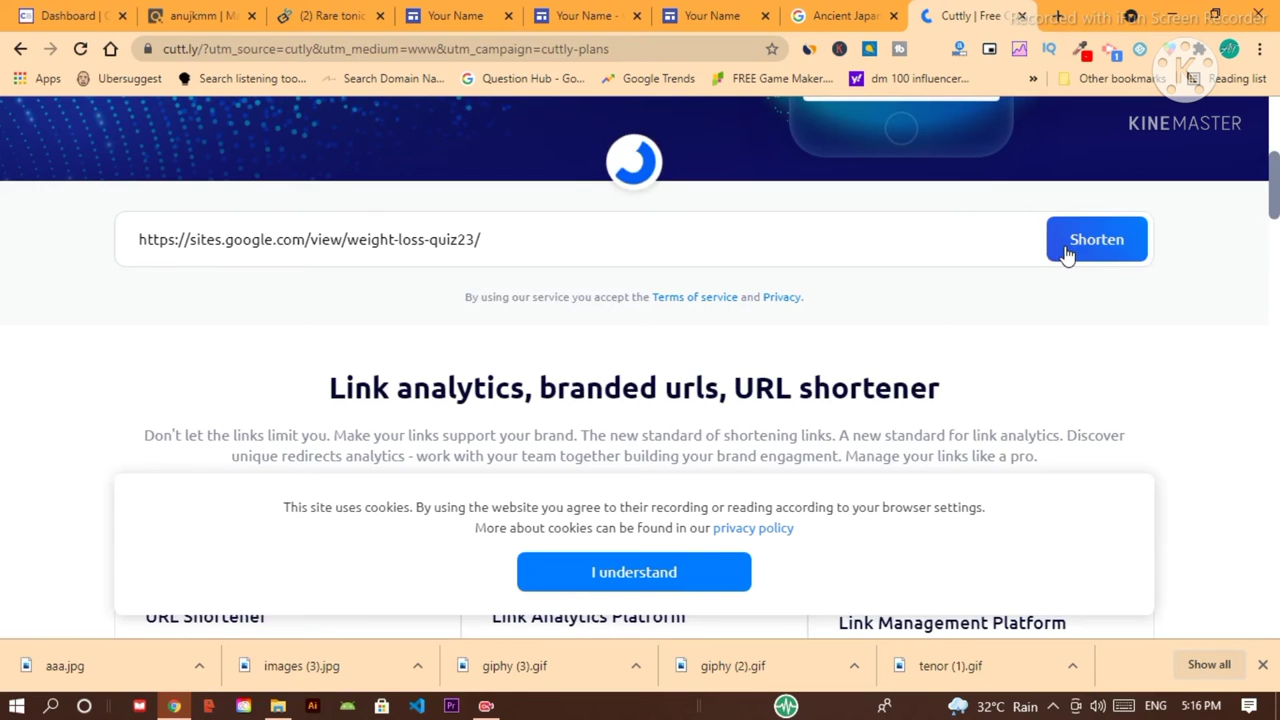 Dashboard |
anujkmm | Ma
(2) Rare tonic
Your Name
Your Name -
Your Name
Ancient Japan
Cuttly | Free C
Recorded with iFun Screen Recorder
cutt.ly/?utm_source=cutly&utm_medium=www&utm_campaign=cuttly-plans
Apps
Ubersuggest
Search listening too...
Search Domain Na...
Question Hub - Go...
Google Trends
FREE Game Maker....
dm 100 influencer...
»
Other bookmarks
Reading list
KINEMASTER
https://sites.google.com/view/weight-loss-quiz23/
Shorten
By using our service you accept the Terms of service and Privacy.
Link analytics, branded urls, URL shortener
Don't let the links limit you. Make your links support your brand. The new standard of shortening links. A new standard for link analytics. Discover
unique redirects analytics - work with your team together building your brand engagment. Manage your links like a pro.
This site uses cookies. By using the website you agree to their recording or reading according to your browser settings.
More about cookies can be found in our privacy policy
I understand
URL Shortener
Link Analytics Platform
Link Management Platform
aaa.jpg
images (3).jpg
giphy (3).gif
giphy (2).gif
tenor (1).gif
Show all
32°C Rain
ENG
5:16 PM